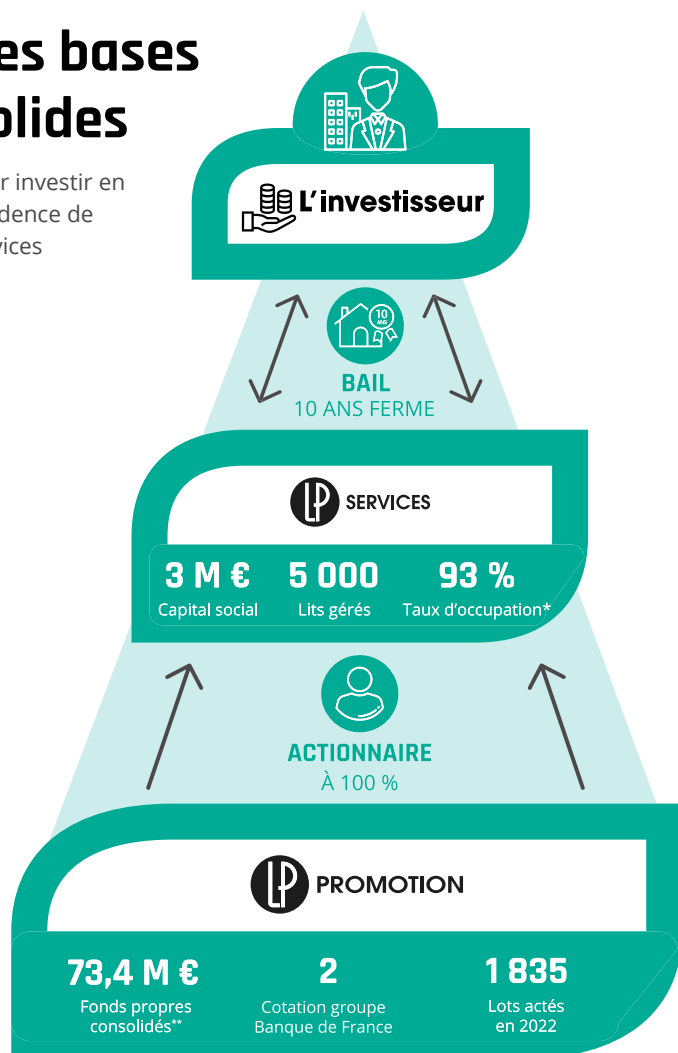 es bases
olides
r investir en
dence de
vices
L'investisseur
10
ANS
BAIL
10 ANS FERME
LP SERVICES
3 M € 5 000 93 %
Capital social Lits gérés Taux d'occupation*
ACTIONNAIRE
À 100 %
LP PROMOTION
73,4 M € 2 1 835
Fonds propres Cotation groupe Lots actés
consolidés** Banque de France en 2022